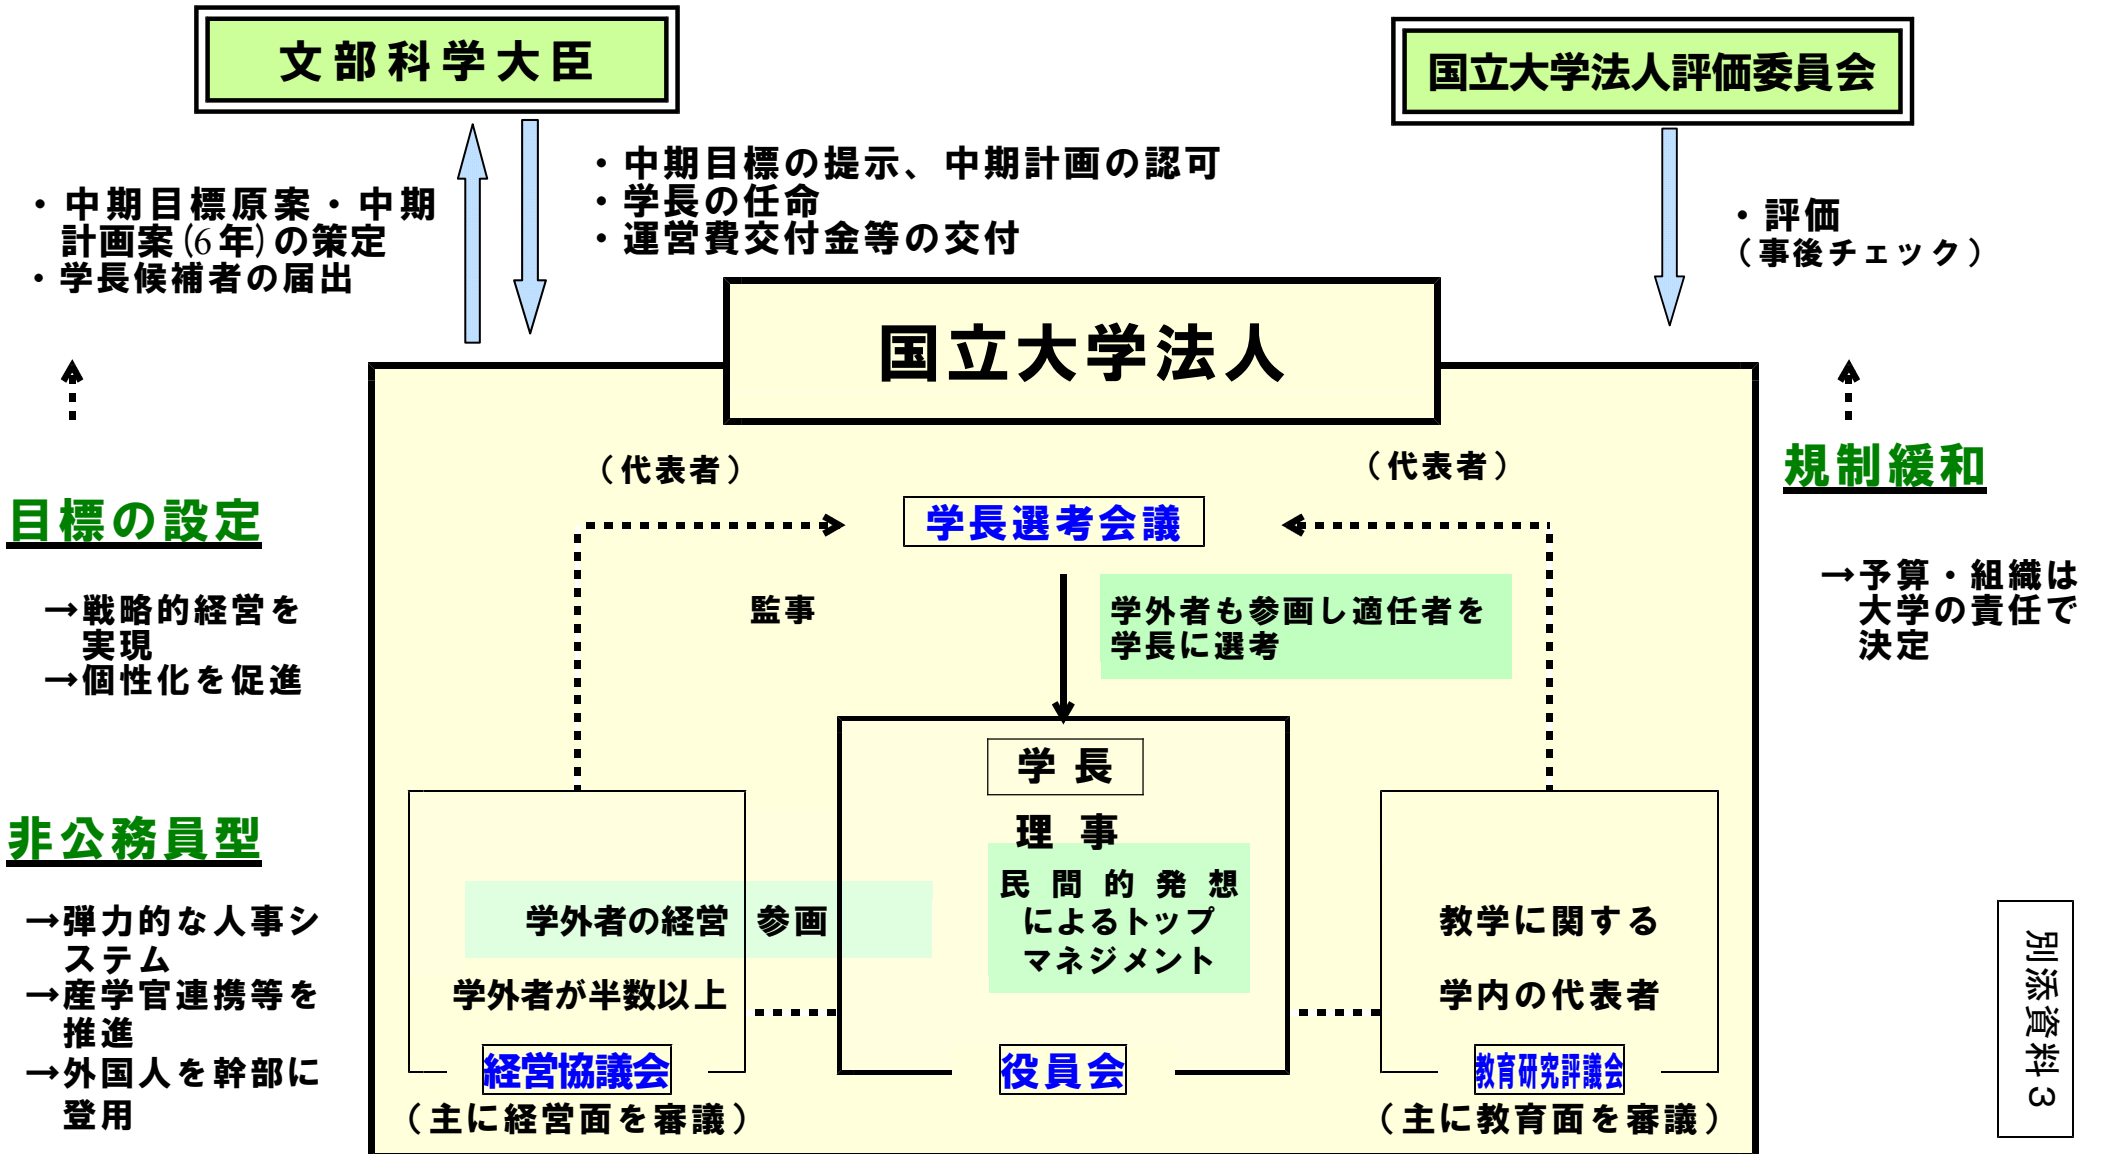 文部科学大臣
国立大学法人評価委員会
・中期目標原案・中期
計画案(6年)の策定
・学長候補者の届出
・中期目標の提示、中期計画の認可
・学長の任命
・運営費交付金等の交付
・評価
（事後チェック）
国立大学法人
（代表者）
（代表者）
学長選考会議
監事
学外者も参画し適任者を
学長に選考
目標の設定
→戦略的経営を
実現
→個性化を促進
規制緩和
→予算・組織は
大学の責任で
決定
非公務員型
→弾力的な人事シ
ステム
→産学官連携等を
推進
→外国人を幹部に
登用
学長
理事
民間的発想
によるトップ
マネジメント
役員会
学外者の経営参画
学外者が半数以上
経営協議会
（主に経営面を審議）
教学に関する
学内の代表者
教育研究評議会
（主に教育面を審議）
別添資料３